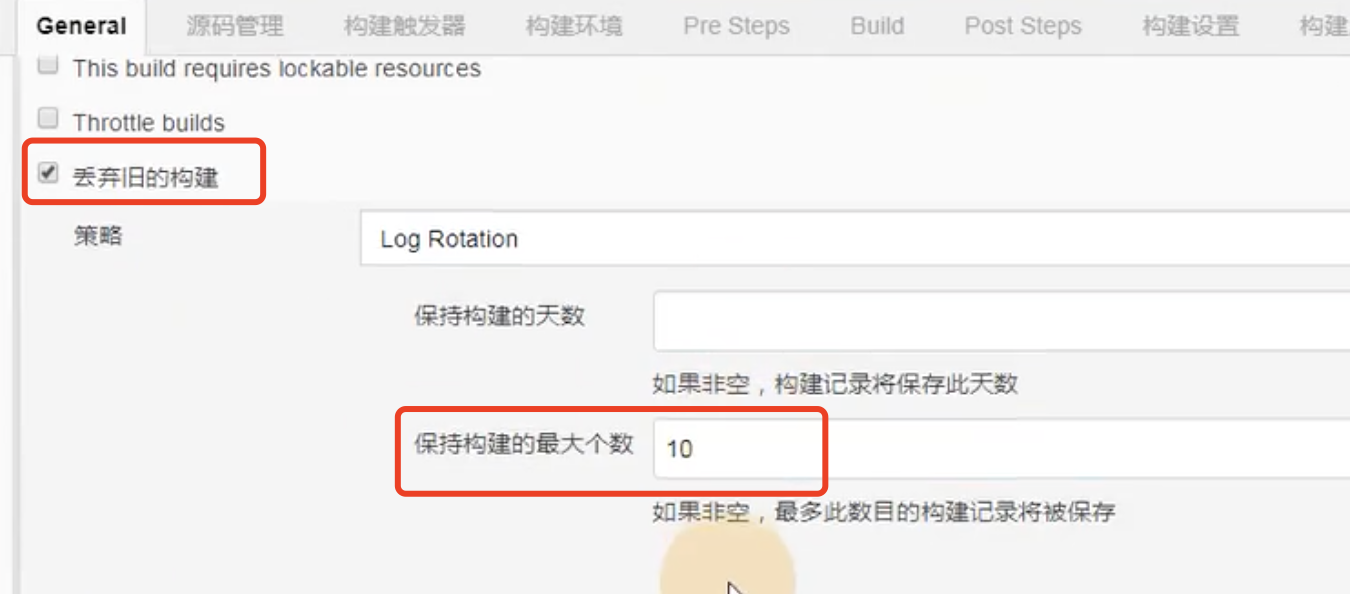 General 源码管理 构建触发器 构建环境 Pre Steps Build Post Steps 构建设置 构建
This build requires lockable resources
Throttle builds
丢弃旧的构建
策略 Log Rotation
保持构建的天数
如果非空，构建记录将保存此天数
保持构建的最大个数 10
如果非空，最多此数目的构建记录将被保存